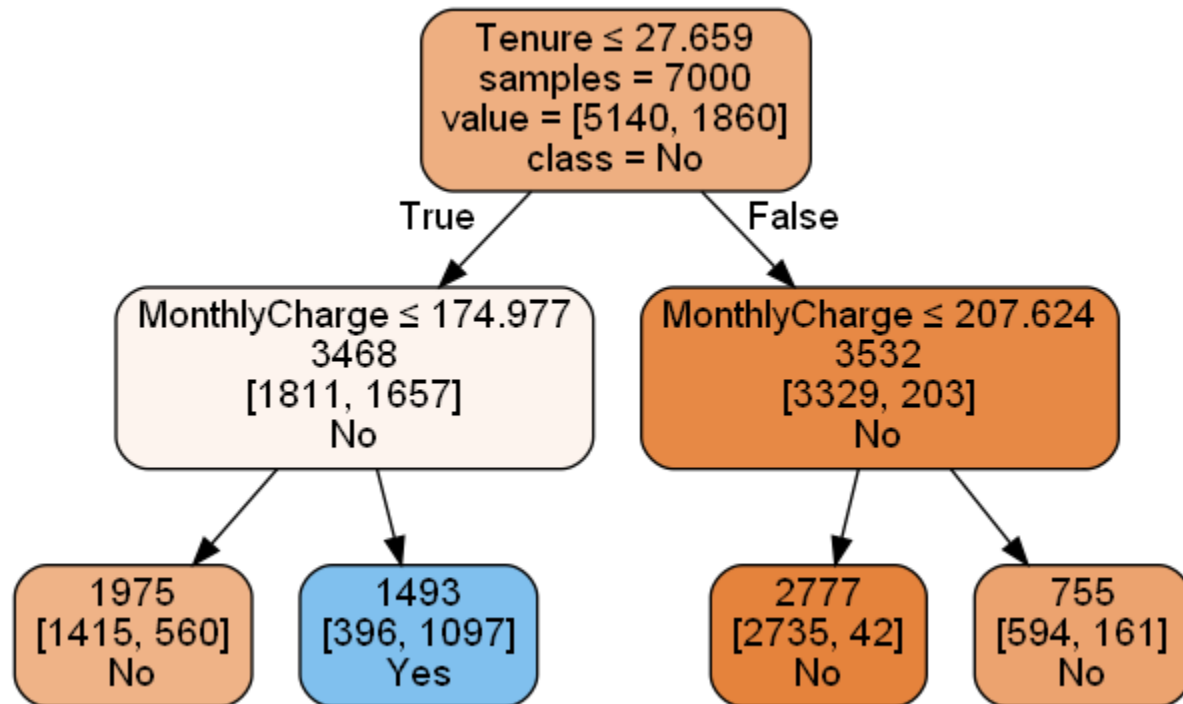 Tenure ≤ 27.659
samples = 7000
value = [5140, 1860]
class = No
True
False
MonthlyCharge ≤ 174.977
3468
[1811, 1657]
No
MonthlyCharge ≤ 207.624
3532
[3329, 203]
No
1975
[1415, 560]
No
1493
[396, 1097]
Yes
2777
[2735, 42]
No
755
[594, 161]
No